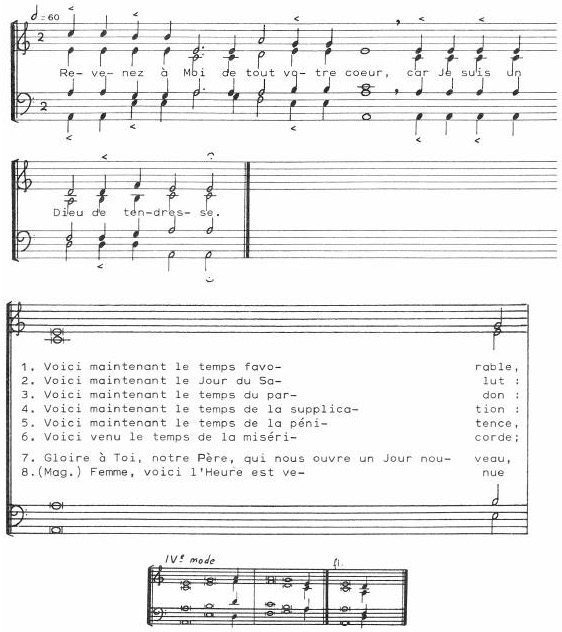 ♩=60
Re- ve- nez à Moi de tout vo- tre coeur, car Je suis un
Dieu de ten-dres- se.
1. Voici maintenant le temps favo- rable,
2. Voici maintenant le Jour du Sa- lut :
3. Voici maintenant le temps du par- don :
4. Voici maintenant le temps de la supplica- tion :
5. Voici maintenant le temps de la péni- tence,
6. Voici venu le temps de la miséri- corde;
7. Gloire à Toi, notre Père, qui nous ouvre un Jour nou- veau,
8.(Mag.) Femme, voici l'Heure est ve- nue
IVe mode fl.